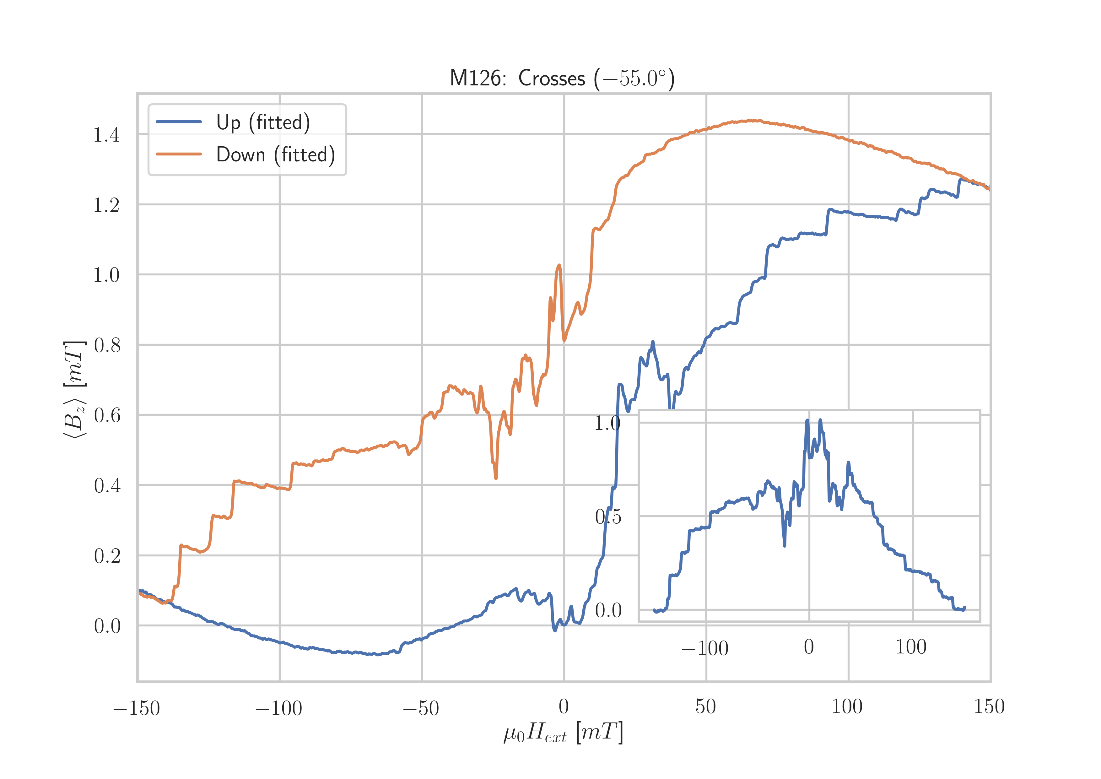 M126: Crosses (−55.0°)
Up (fitted)
Down (fitted)
⟨B_z⟩ [mT]
1.4
1.2
1.0
0.8
0.6
0.4
0.2
0.0
1.0
0.5
0.0
−100 0 100
−150 −100 −50 0 50 100 150
μ₀H_ext [mT]